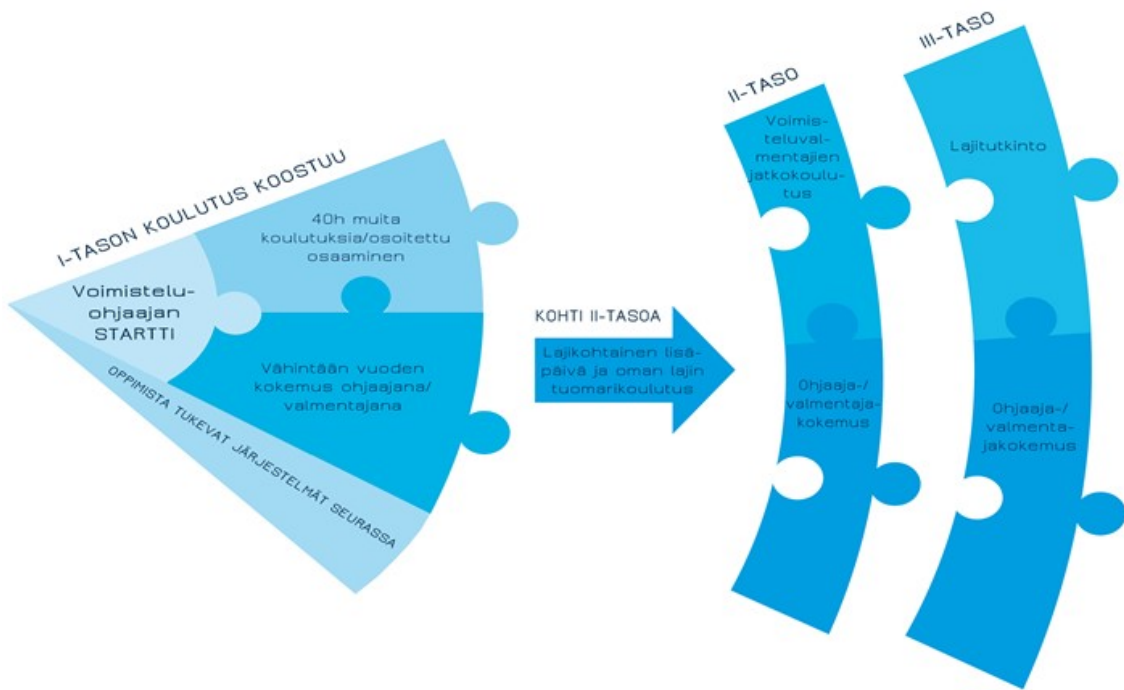 I-TASON KOULUTUS KOOSTUU
Voimistelu-
ohjaajan
STARTTI
40h muita
koulutuksia/osoitettu
osaaminen
Vähintään vuoden
kokemus ohjaajana/
valmentajana
OPPIMISTA TUKEVAT JÄRJESTELMÄT SEURASSA
KOHTI II-TASOA
Lajikohtainen lisä-
päivä ja oman lajin
tuomarikoulutus
II-TASO
Voimis-
teluval-
mentajien
jatkokoulu-
tus
Ohjaaja-/
valmentaja-
kokemus
III-TASO
Lajitutkinto
Ohjaaja-/
valmenta-
jakokemus